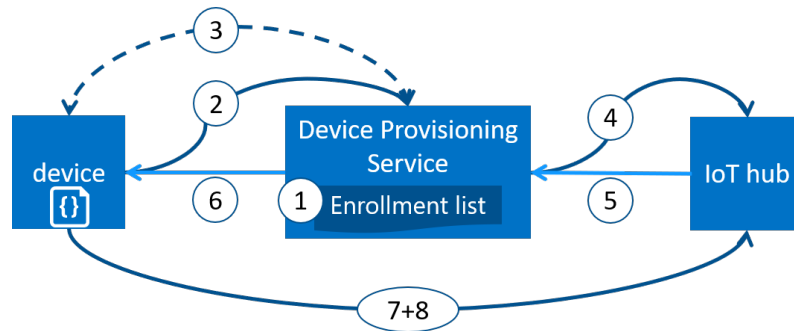 3
2
4
device
{}
Device Provisioning
Service
1
Enrollment list
IoT hub
6
5
7+8